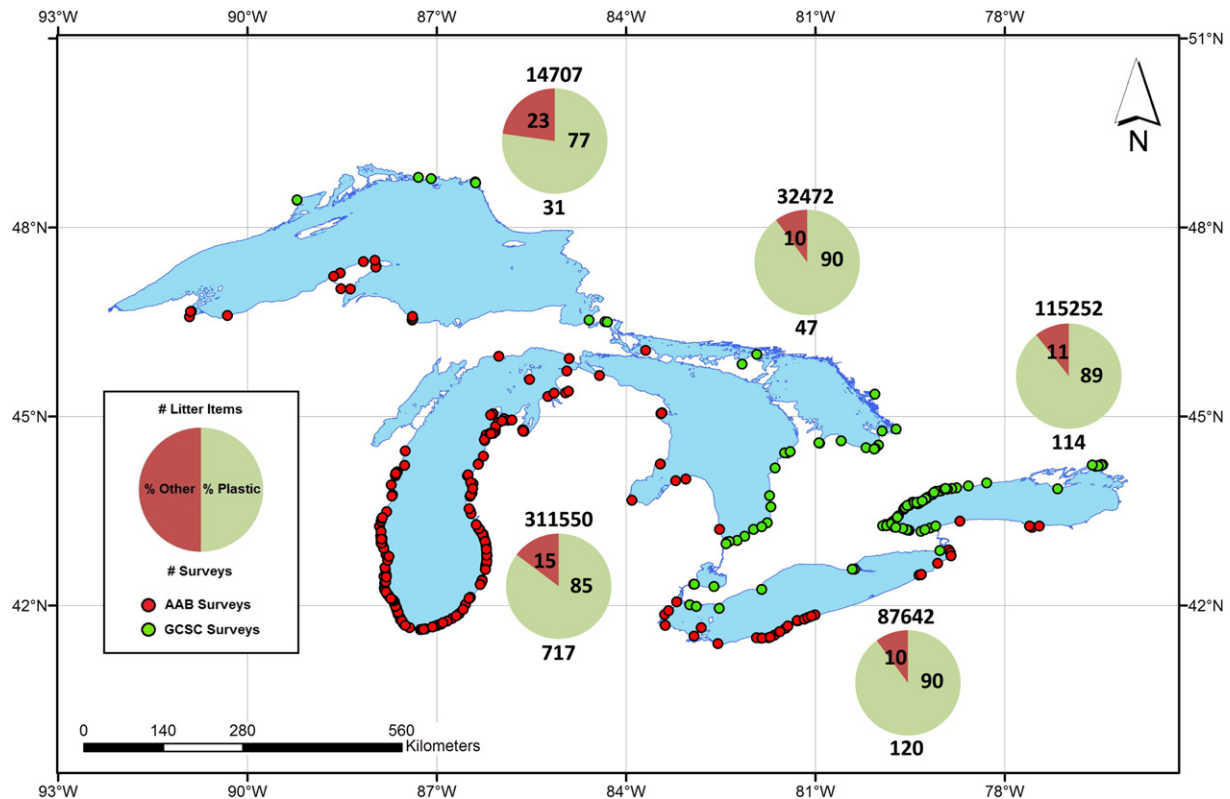 93°W 90°W 87°W 84°W 81°W 78°W
51°N
14707
23
77
31
N
48°N 48°N
32472
10
90
47
115252
11
89
114
45°N 45°N
# Litter Items
% Other % Plastic
# Surveys
AAB Surveys
GCSC Surveys
311550
15
85
717
42°N 42°N
87642
10
90
120
0 140 280 560
Kilometers
93°W 90°W 87°W 84°W 81°W 78°W